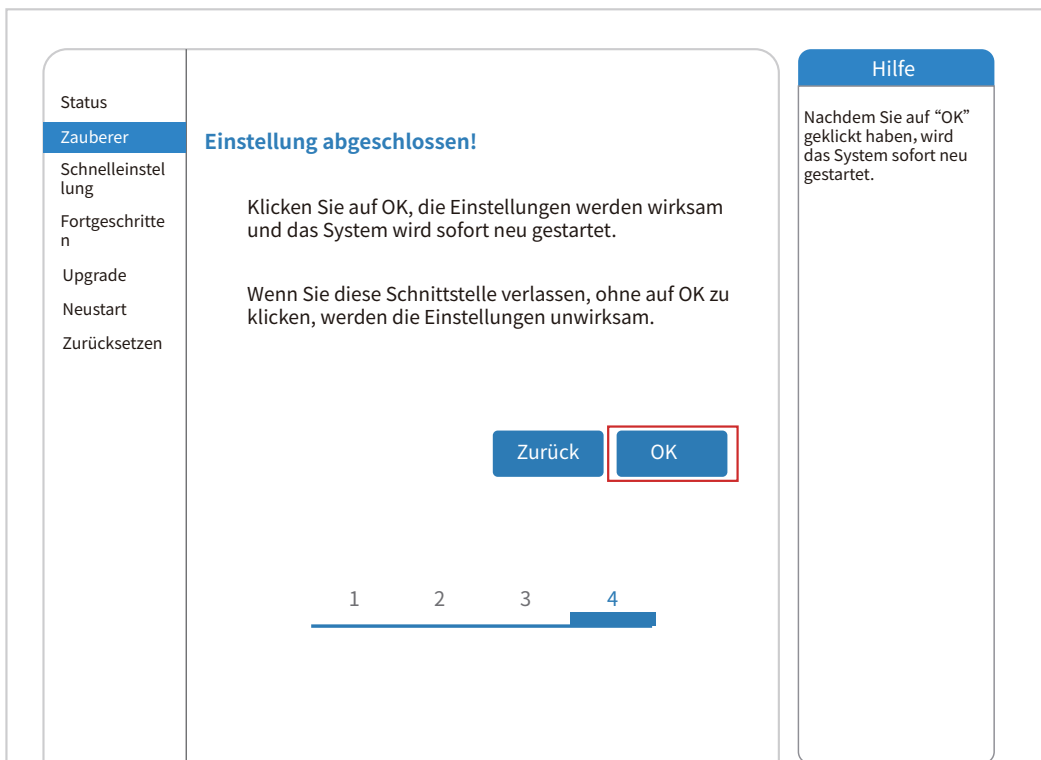 Status
Zauberer
Schnelleinstel
lung
Fortgeschritte
n
Upgrade
Neustart
Zurücksetzen
Einstellung abgeschlossen!
Klicken Sie auf OK, die Einstellungen werden wirksam
und das System wird sofort neu gestartet.
Wenn Sie diese Schnittstelle verlassen, ohne auf OK zu
klicken, werden die Einstellungen unwirksam.
Zurück
OK
1 2 3 4
Hilfe
Nachdem Sie auf “OK”
geklickt haben, wird
das System sofort neu
gestartet.